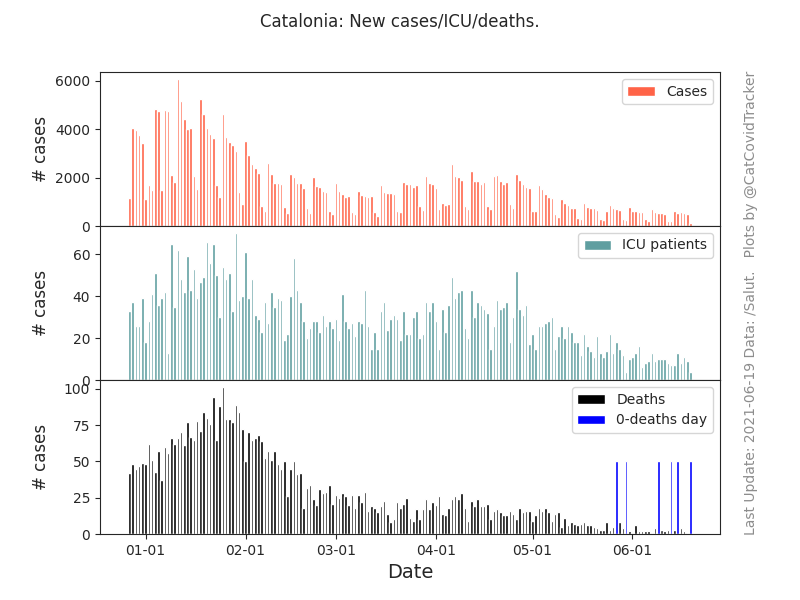 Catalonia: New cases/ICU/deaths.
6000
4000
2000
0
# cases
Cases
60
40
20
0
# cases
ICU patients
100
75
50
25
0
# cases
Deaths
0-deaths day
01-01 02-01 03-01 04-01 05-01 06-01
Date
Last Update: 2021-06-19 Data: /Salut. Plots by @CatCovidTracker